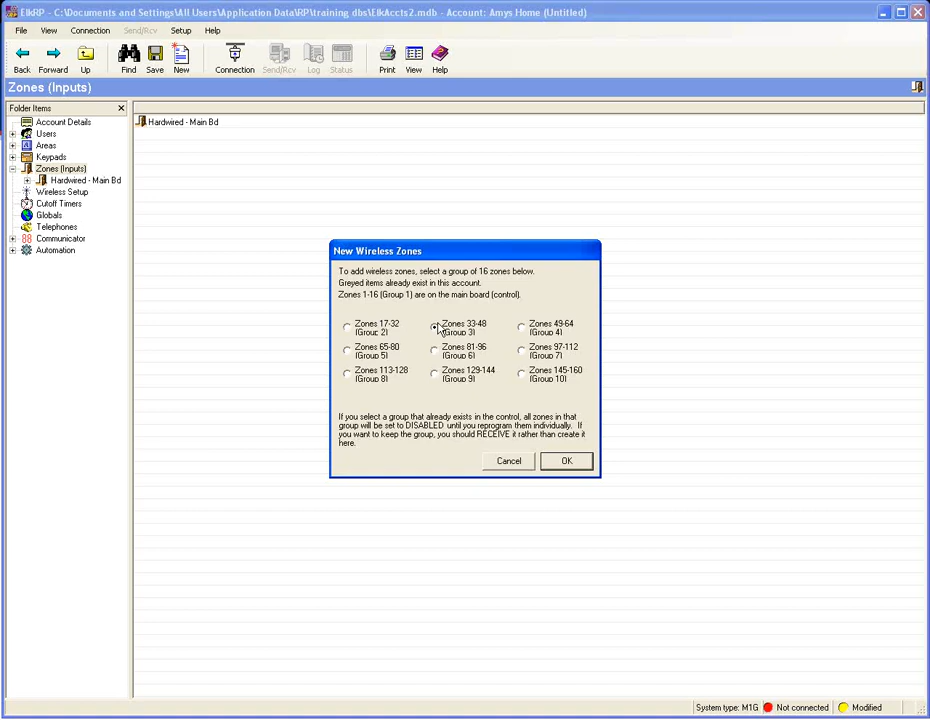 ElkRP - C:\Documents and Settings\All Users\Application Data\RP\training dbs\ElkAccts2.mdb - Account: Amys Home (Untitled)
File View Connection Send/Rcv Setup Help
Back Forward Up Find Save New Connection Send/Rcv Log Status Print View Help
Zones (Inputs)
Folder Items
Account Details
Users
Areas
Keypads
Zones (Inputs)
Hardwired - Main Bd
Wireless Setup
Cutoff Timers
Globals
Telephones
Communicator
Automation
Hardwired - Main Bd
New Wireless Zones
To add wireless zones, select a group of 16 zones below.
Greyed items already exist in this account.
Zones 1-16 (Group 1) are on the main board (control).
Zones 17-32 Zones 33-48 Zones 49-64
(Group 2) (Group 3) (Group 4)
Zones 65-80 Zones 81-96 Zones 97-112
(Group 5) (Group 6) (Group 7)
Zones 113-128 Zones 129-144 Zones 145-160
(Group 8) (Group 9) (Group 10)
If you select a group that already exists in the control, all zones in that
group will be set to DISABLED until you reprogram them individually. If
you want to keep the group, you should RECEIVE it rather than create it
here.
Cancel OK
System type: M1G Not connected Modified